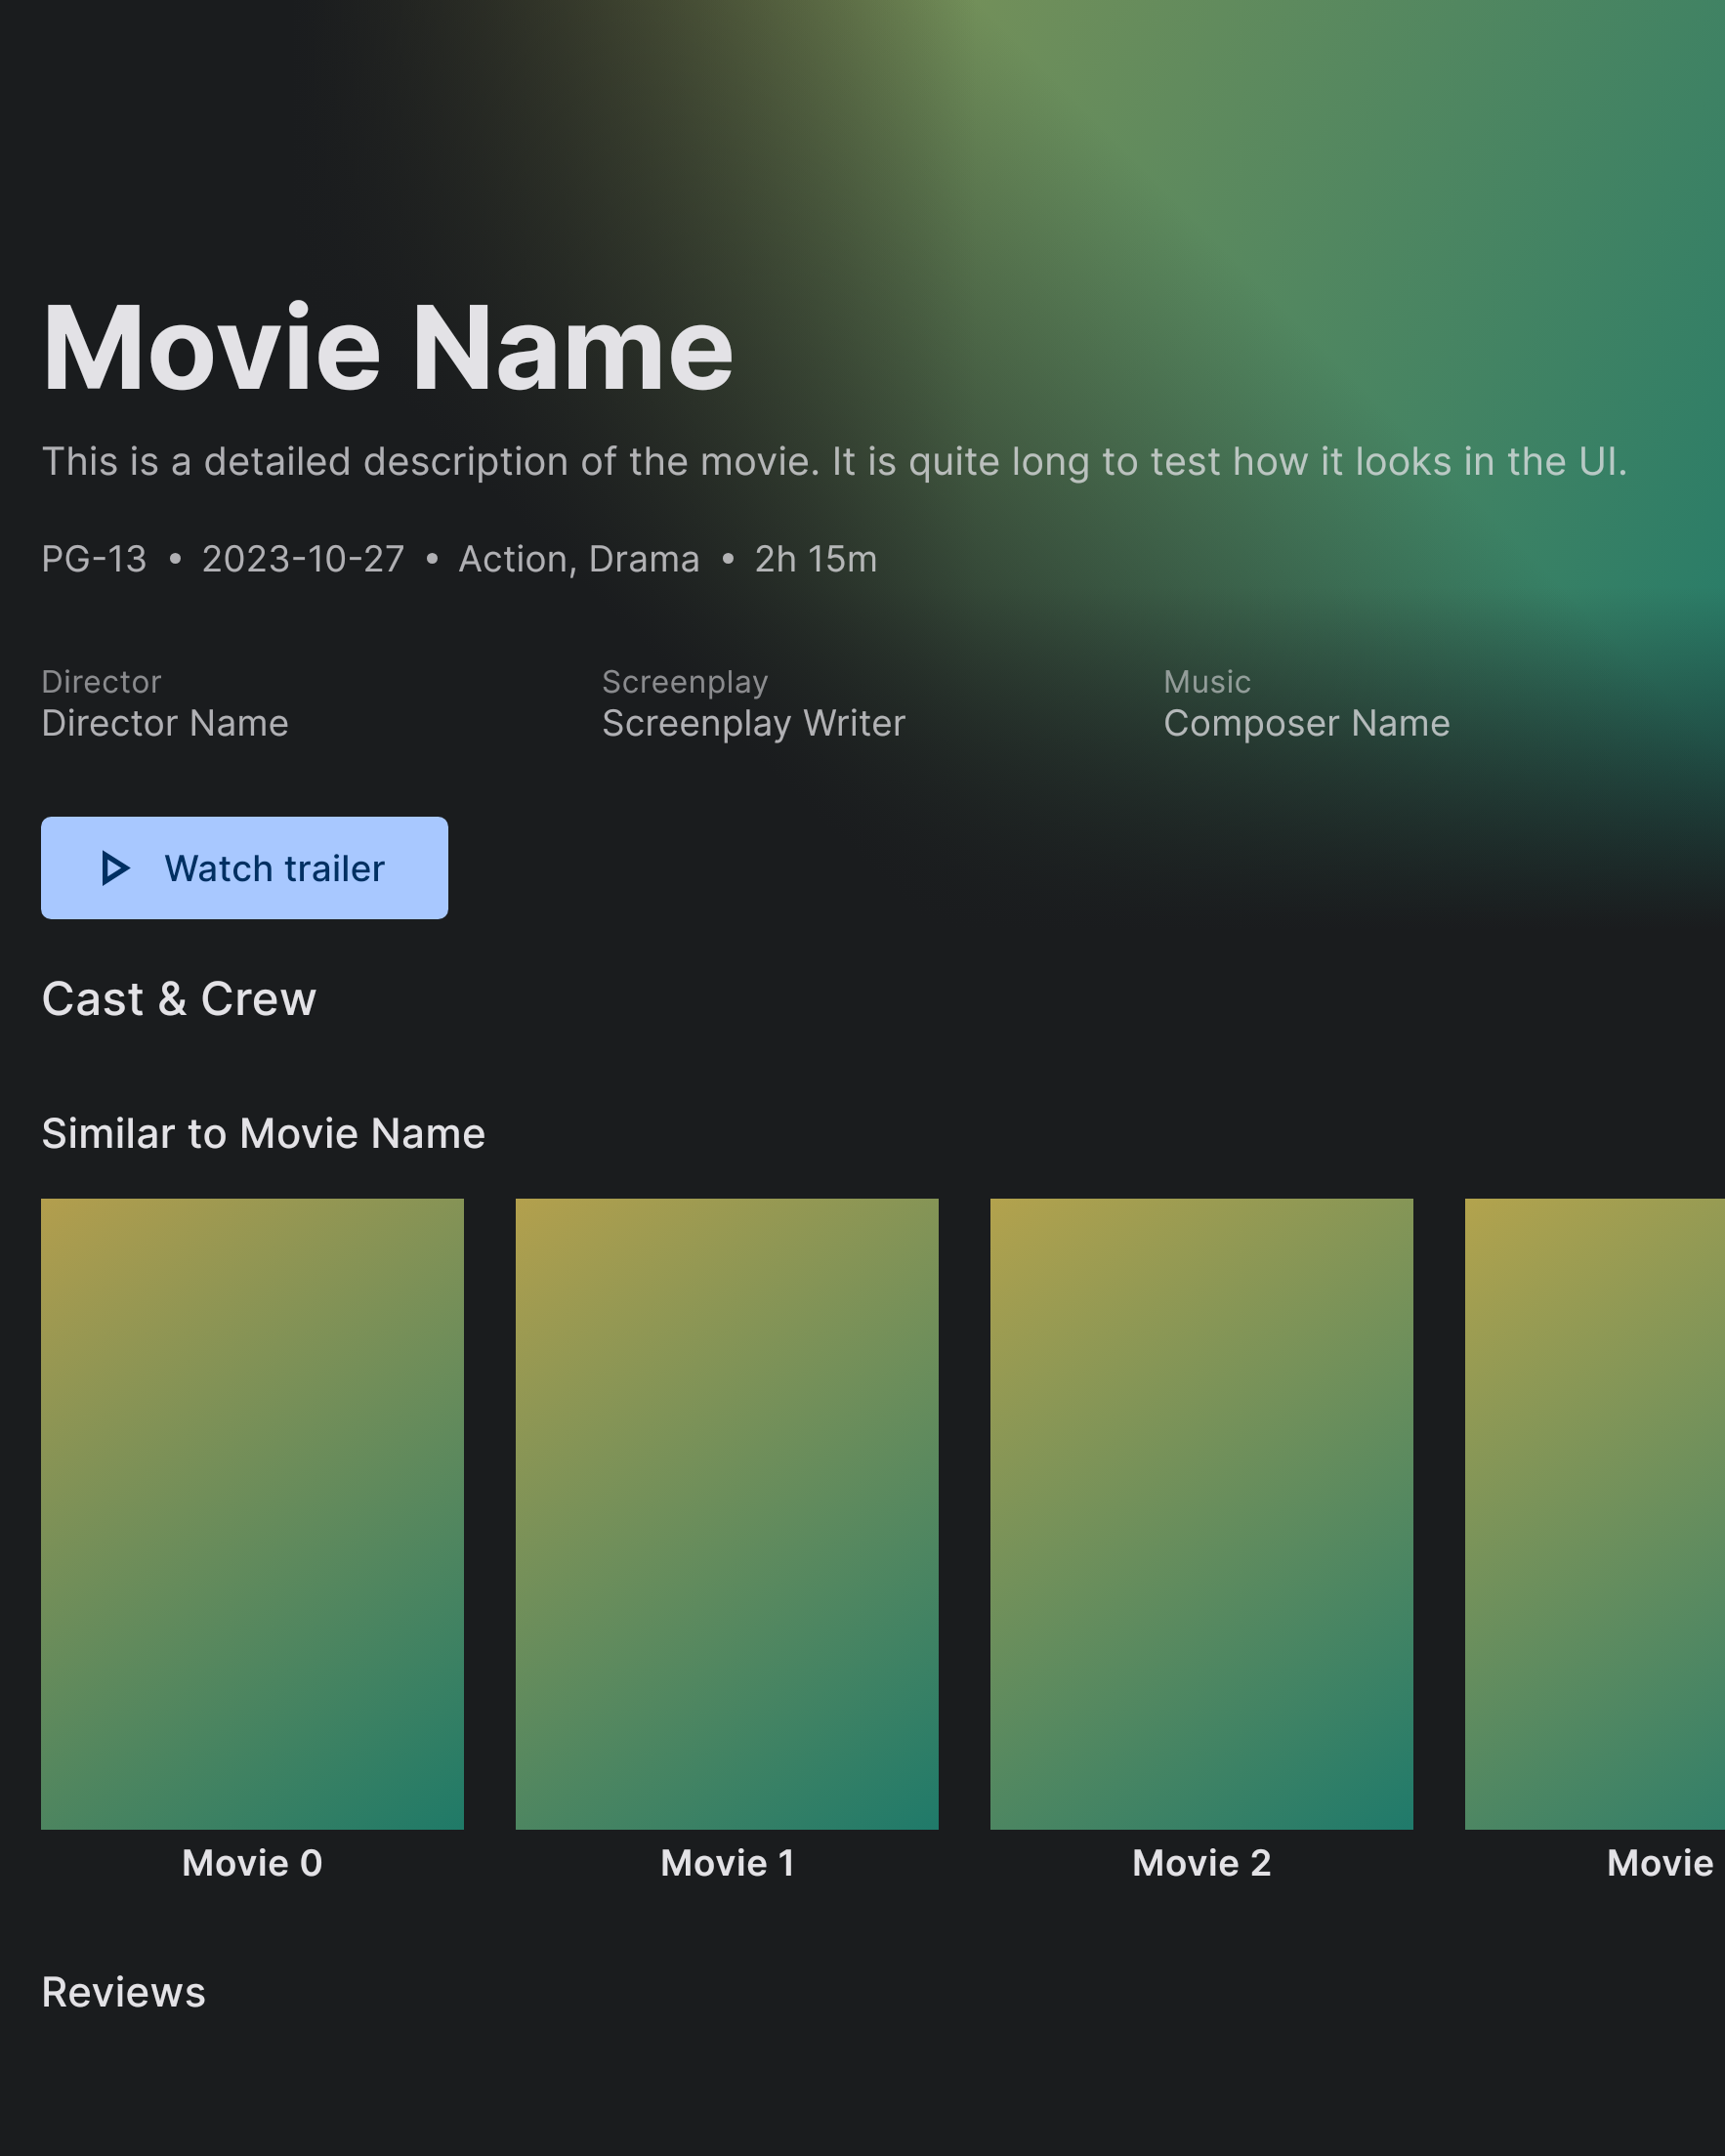 Movie Name
This is a detailed description of the movie. It is quite long to test how it looks in the UI.
PG-13 • 2023-10-27 • Action, Drama • 2h 15m
Director Screenplay Music
Director Name Screenplay Writer Composer Name
Watch trailer
Cast & Crew
Similar to Movie Name
Movie 0 Movie 1 Movie 2 Movie
Reviews